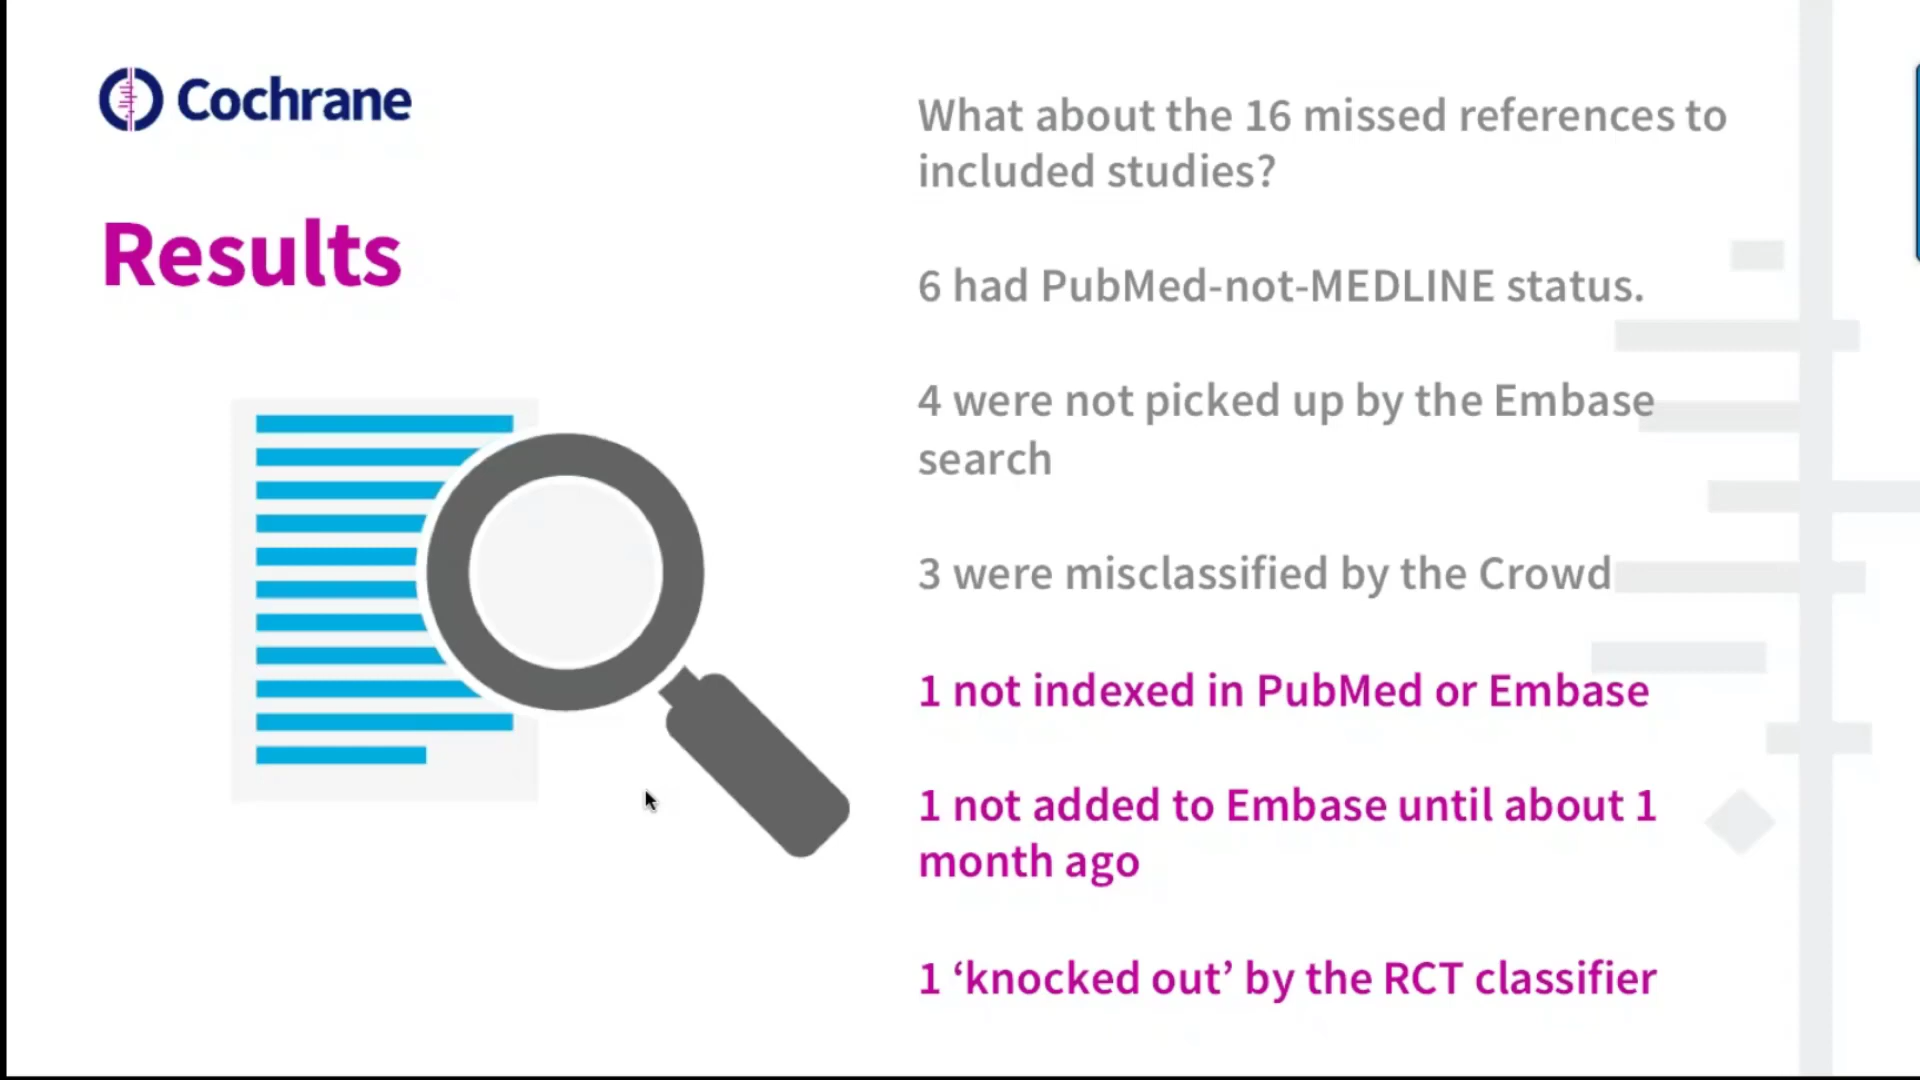 Cochrane
Results
What about the 16 missed references to
included studies?
6 had PubMed-not-MEDLINE status.
4 were not picked up by the Embase
search
3 were misclassified by the Crowd
1 not indexed in PubMed or Embase
1 not added to Embase until about 1
month ago
1 ‘knocked out’ by the RCT classifier